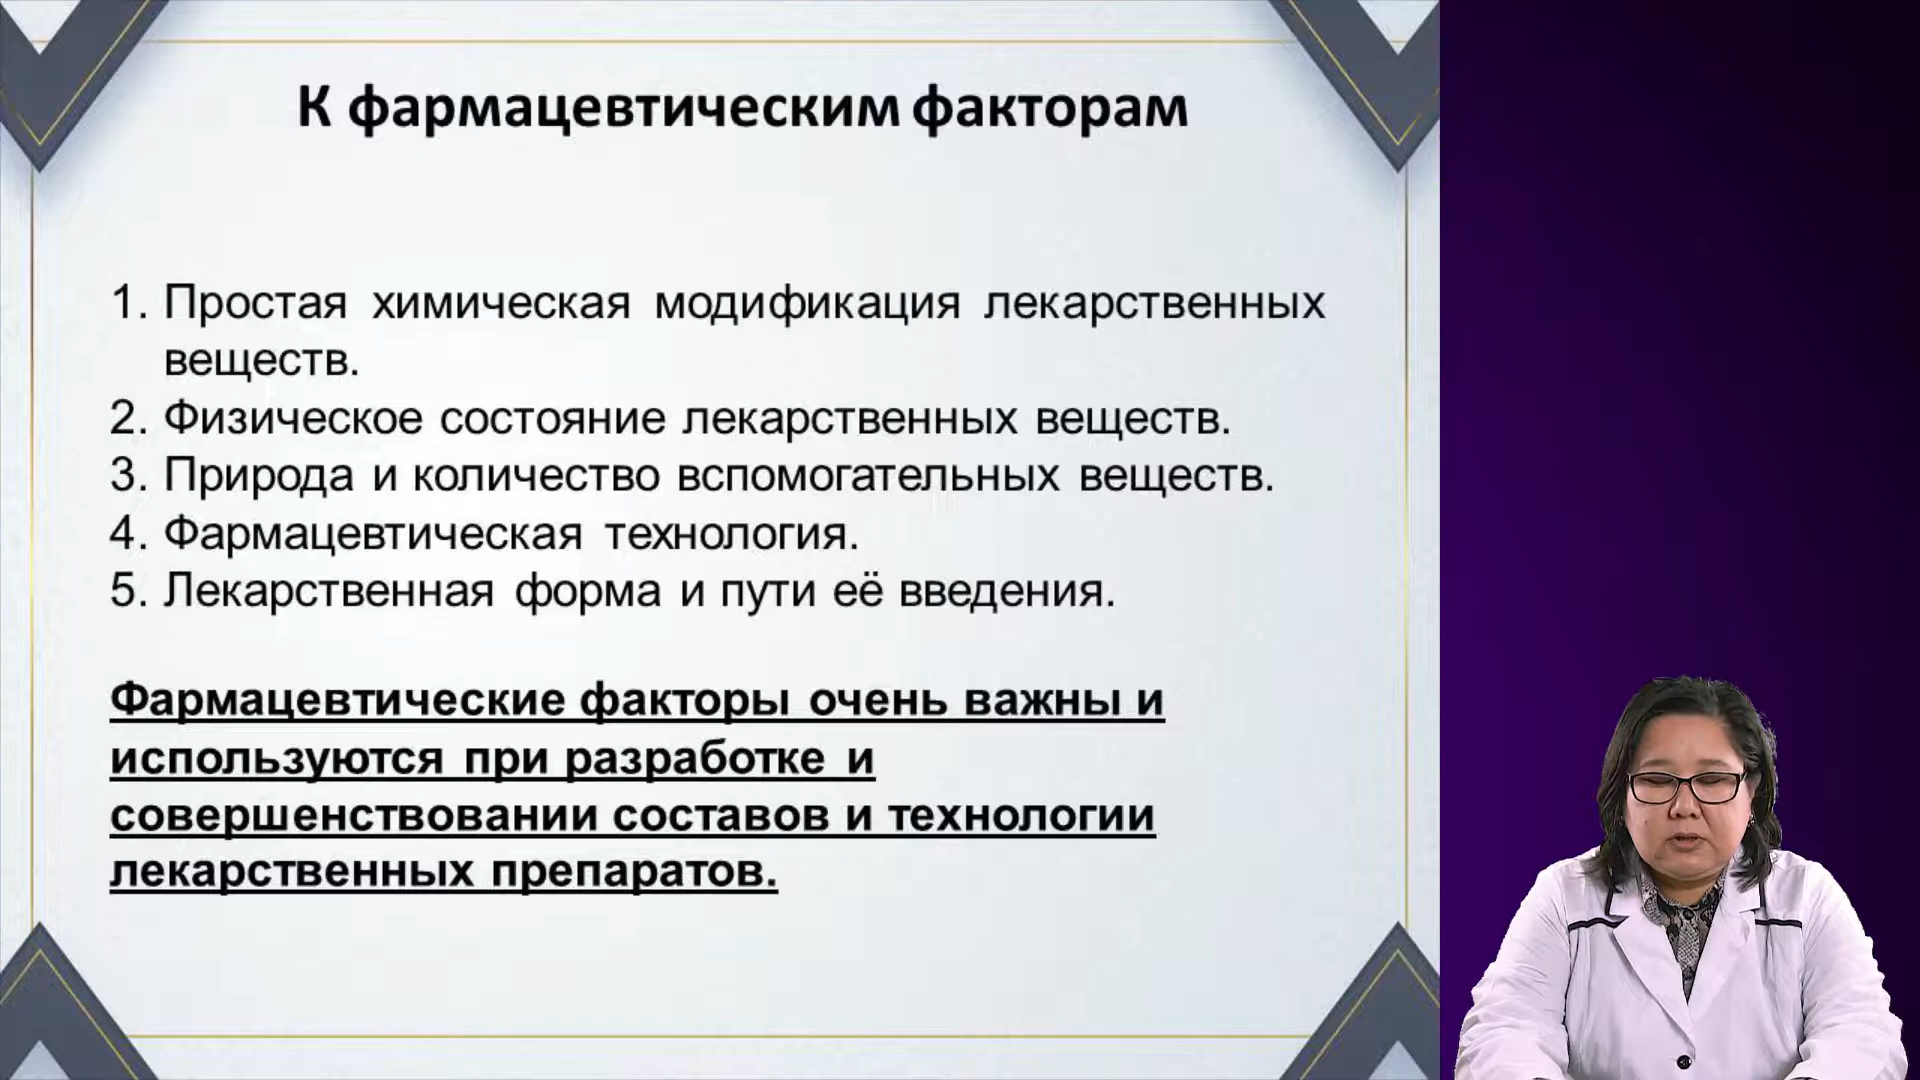 К фармацевтическим факторам
1. Простая химическая модификация лекарственных
веществ.
2. Физическое состояние лекарственных веществ.
3. Природа и количество вспомогательных веществ.
4. Фармацевтическая технология.
5. Лекарственная форма и пути её введения.
Фармацевтические факторы очень важны и
используются при разработке и
совершенствовании составов и технологии
лекарственных препаратов.